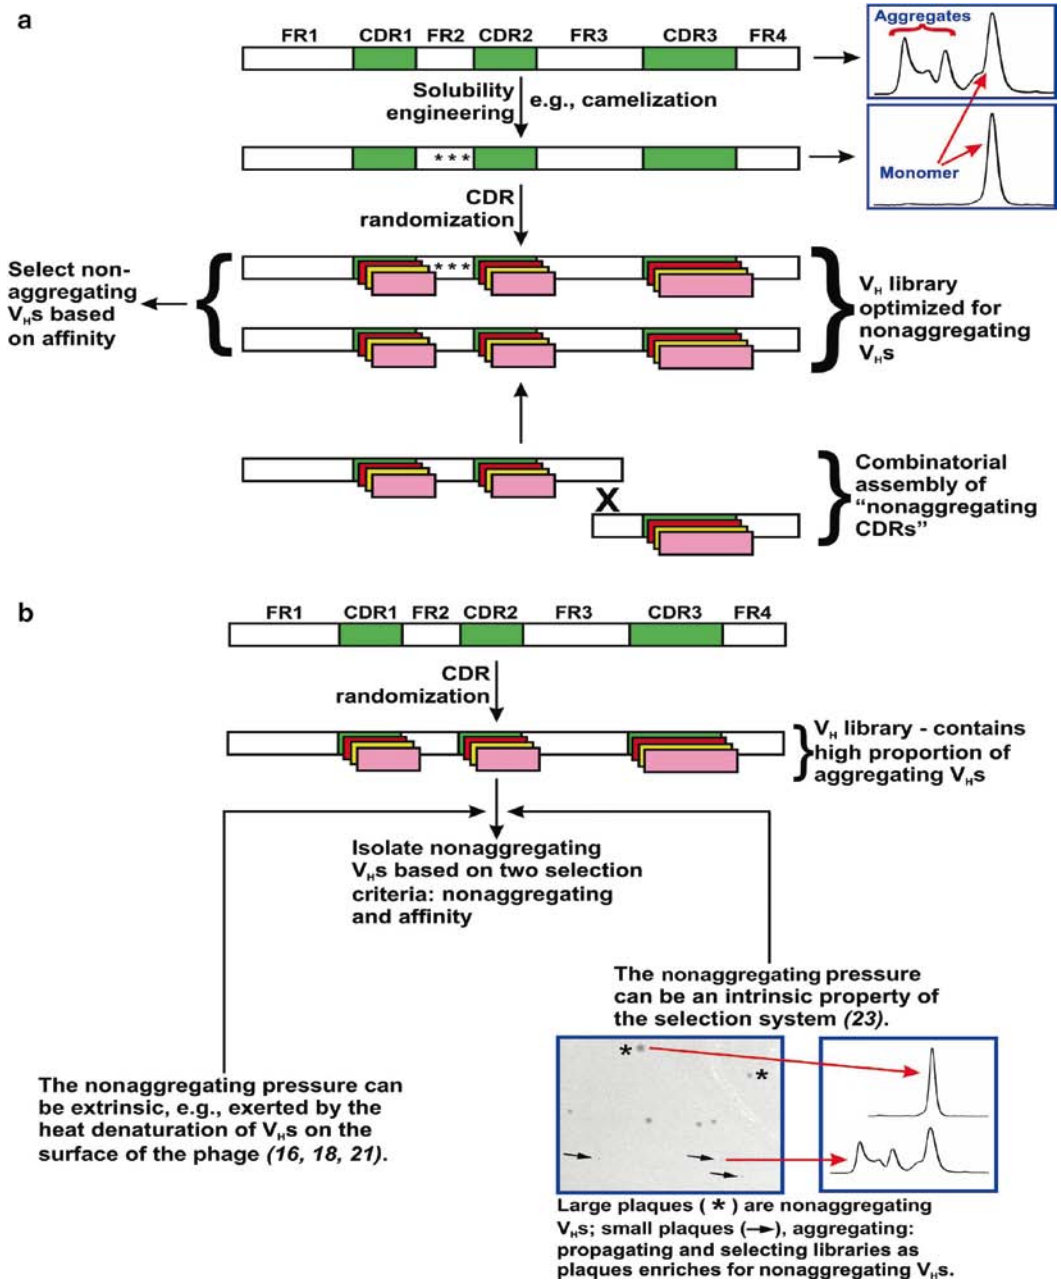 a
FR1 CDR1 FR2 CDR2 FR3 CDR3 FR4
Aggregates
Solubility
engineering
e.g., camelization
* * *
Monomer
CDR
randomization
* * *
Select non-
aggregating
VHs based
on affinity
VH library
optimized for
nonaggregating
VHs
X
Combinatorial
assembly of
“nonaggregating
CDRs”
b
FR1 CDR1 FR2 CDR2 FR3 CDR3 FR4
CDR
randomization
VH library - contains
high proportion of
aggregating VHs
Isolate nonaggregating
VHs based on two selection
criteria: nonaggregating
and affinity
The nonaggregating pressure
can be an intrinsic property of
the selection system (23).
* *
The nonaggregating pressure can
be extrinsic, e.g., exerted by the
heat denaturation of VHs on the
surface of the phage (16, 18, 21).
Large plaques ( * ) are nonaggregating
VHs; small plaques (→), aggregating:
propagating and selecting libraries as
plaques enriches for nonaggregating VHs.